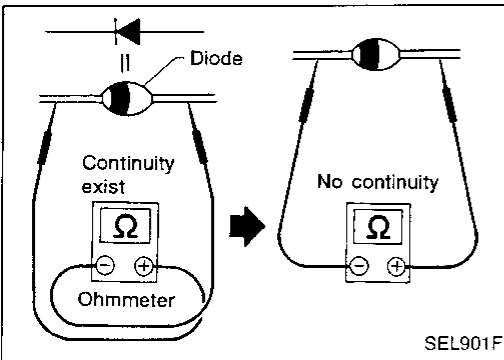 Diode
Continuity
exist
Ω
− +
Ohmmeter
No continuity
Ω
− +
SEL901F